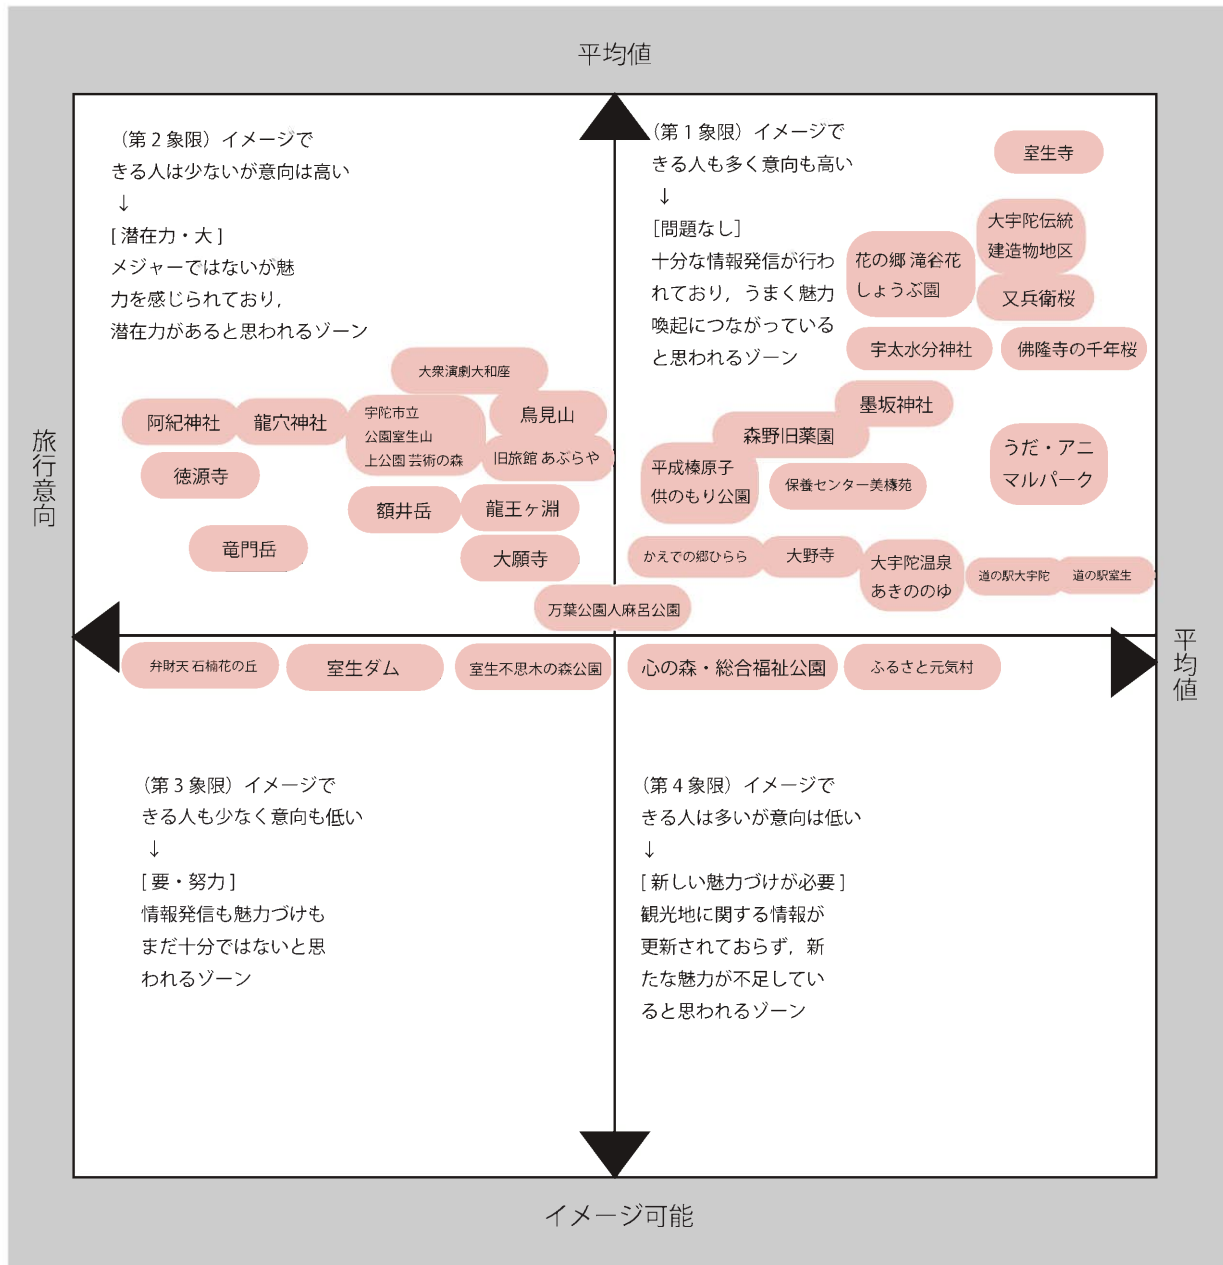 平均値
（第２象限）イメージで
きる人は少ないが意向は高い
↓
[ 潜在力・大 ]
メジャーではないが魅
力を感じられており，
潜在力があると思われるゾーン
（第１象限）イメージで
きる人も多く意向も高い
↓
［問題なし］
十分な情報発信が行わ
れており，うまく魅力
喚起につながっている
と思われるゾーン
室生寺
大宇陀伝統
建造物地区
花の郷 滝谷花
しょうぶ園
又兵衛桜
宇太水分神社
佛隆寺の千年桜
墨坂神社
森野旧薬園
うだ・アニ
マルパーク
平成榛原子
供のもり公園
保養センター美榛苑
かえでの郷ひらら
大野寺
大宇陀温泉
あきののゆ
道の駅大宇陀
道の駅室生
大衆演劇大和座
阿紀神社
龍穴神社
宇陀市立
公園室生山
上公園 芸術の森
鳥見山
旧旅館 あぶらや
徳源寺
額井岳
龍王ヶ淵
竜門岳
大願寺
万葉公園人麻呂公園
旅行意向
平均値
弁財天 石楠花の丘
室生ダム
室生不思木の森公園
心の森・総合福祉公園
ふるさと元気村
（第３象限）イメージで
きる人も少なく意向も低い
↓
[ 要・努力 ]
情報発信も魅力づけも
まだ十分ではないと思
われるゾーン
（第４象限）イメージで
きる人は多いが意向は低い
↓
[ 新しい魅力づけが必要 ]
観光地に関する情報が
更新されておらず，新
たな魅力が不足してい
ると思われるゾーン
イメージ可能